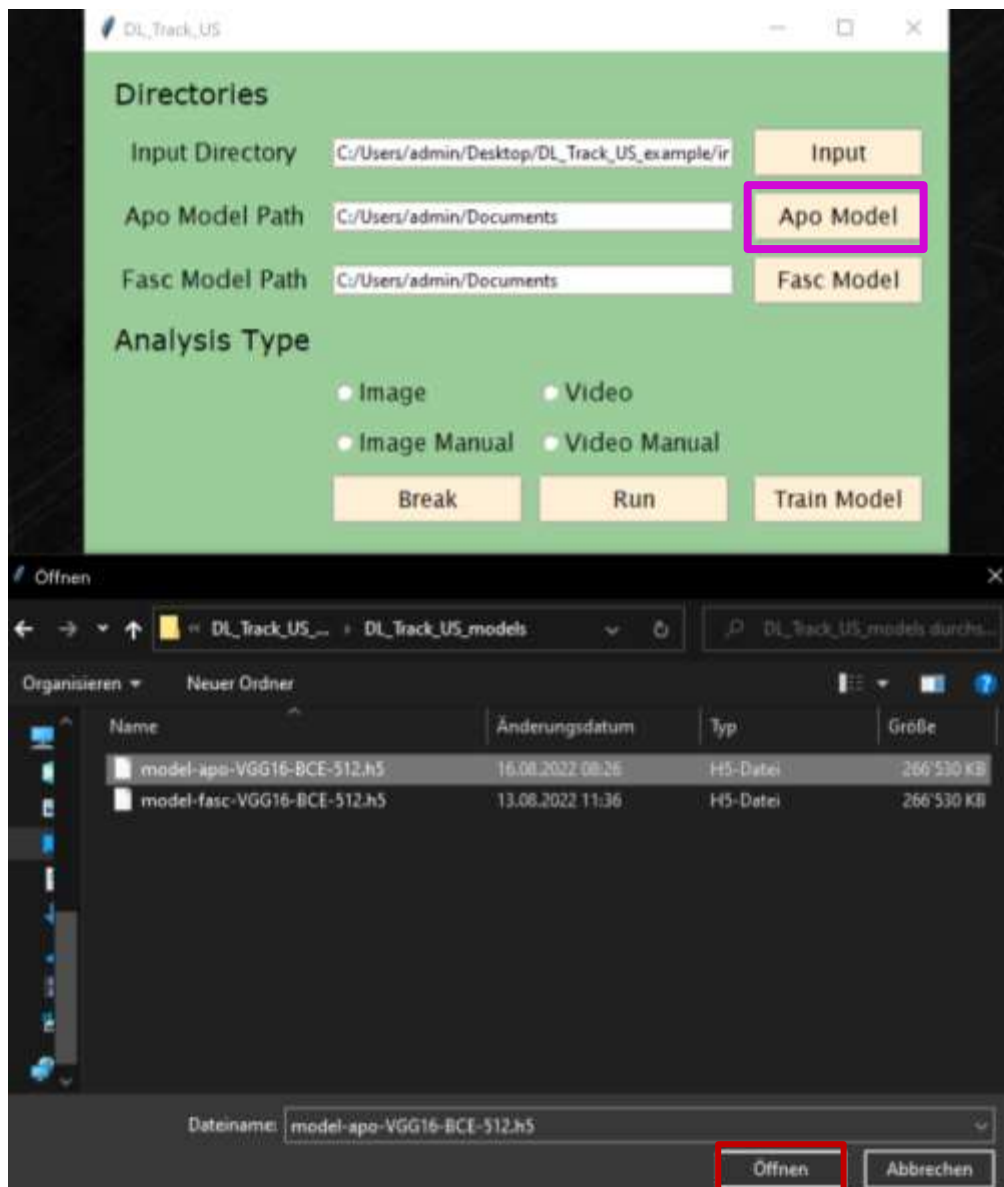 DL_Track_US
Directories
Input Directory C:/Users/admin/Desktop/DL_Track_US_example/ir Input
Apo Model Path C:/Users/admin/Documents Apo Model
Fasc Model Path C:/Users/admin/Documents Fasc Model
Analysis Type
Image Video
Image Manual Video Manual
Break Run Train Model
Öffnen
« DL_Track_US_... › DL_Track_US_models DL_Track_US_models durchs...
Organisieren Neuer Ordner
Name Änderungsdatum Typ Größe
model-apo-VGG16-BCE-512.h5 16.08.2022 08:26 H5-Datei 266'530 KB
model-fasc-VGG16-BCE-512.h5 13.08.2022 11:36 H5-Datei 266'530 KB
Dateiname: model-apo-VGG16-BCE-512.h5
Öffnen Abbrechen